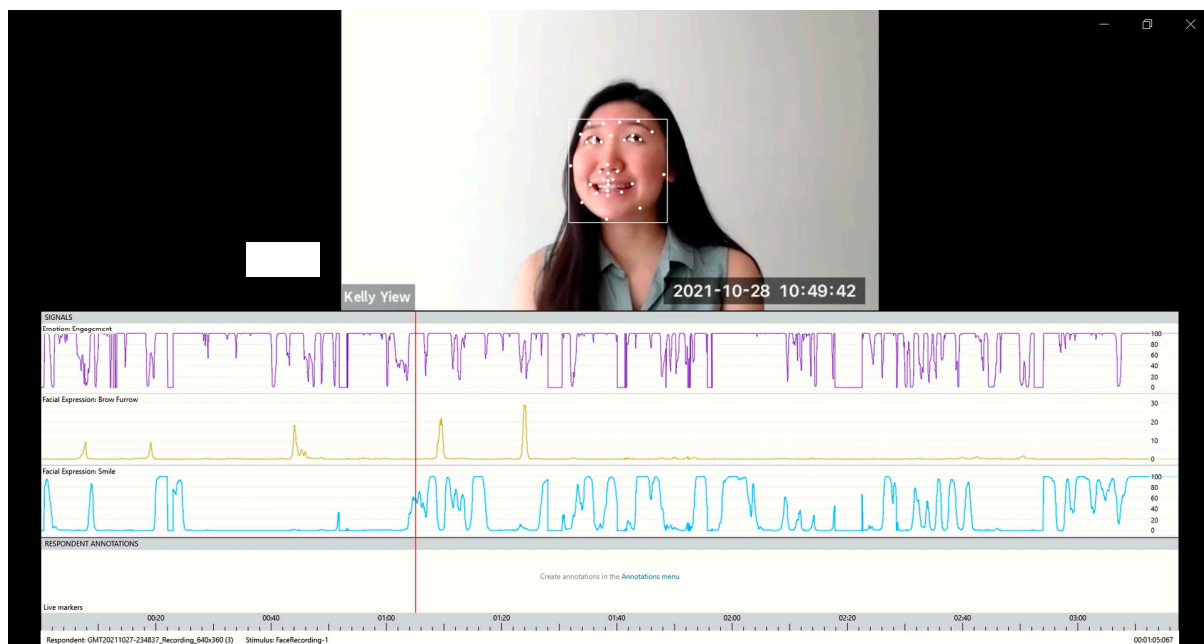 Kelly Yiew
2021-10-28 10:49:42
SIGNALS
Emotion: Engagement
100
80
60
40
20
0
Facial Expression: Brow Furrow
30
20
10
0
Facial Expression: Smile
100
80
60
40
20
0
RESPONDENT ANNOTATIONS
Create annotations in the Annotations menu
Live markers
00:20 00:40 01:00 01:20 01:40 02:00 02:20 02:40 03:00
Respondent: GMT20211027-234837_Recording_640x360 (3) Stimulus: FaceRecording-1 00:01:05:067